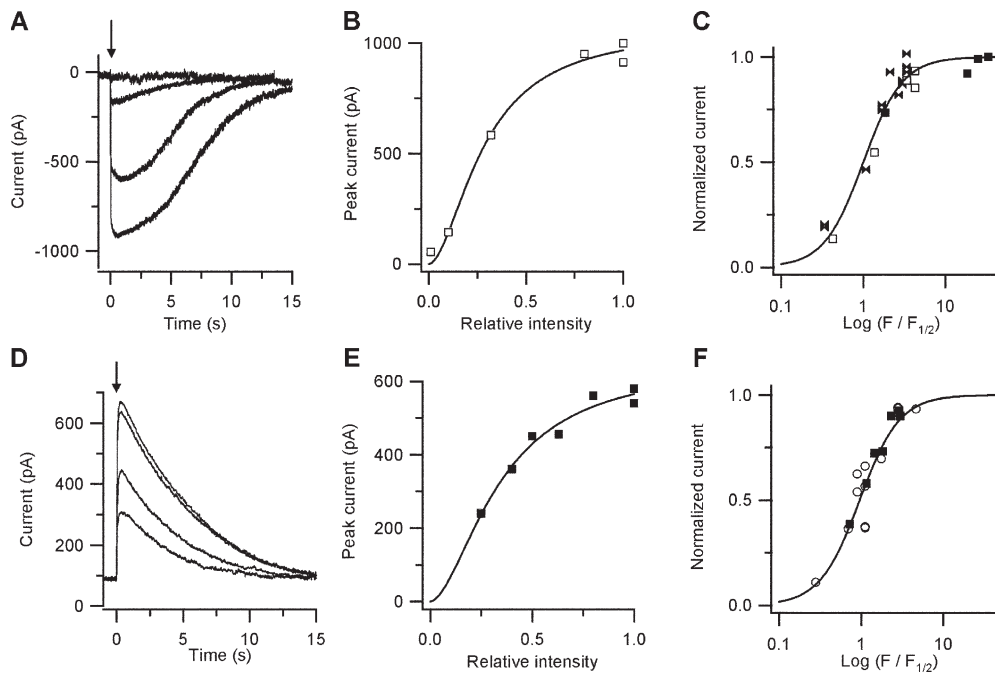 A
0
-500
-1000
Current (pA)
0
5
10
15
Time (s)
B
1000
500
0
Peak current (pA)
0.0
0.5
1.0
Relative intensity
C
1.0
0.5
0.0
Normalized current
0.1
1
10
Log (F / F1/2)
D
600
400
200
0
Current (pA)
0
5
10
15
Time (s)
E
600
400
200
0
Peak current (pA)
0.0
0.5
1.0
Relative intensity
F
1.0
0.5
0.0
Normalized current
0.1
1
10
Log (F / F1/2)